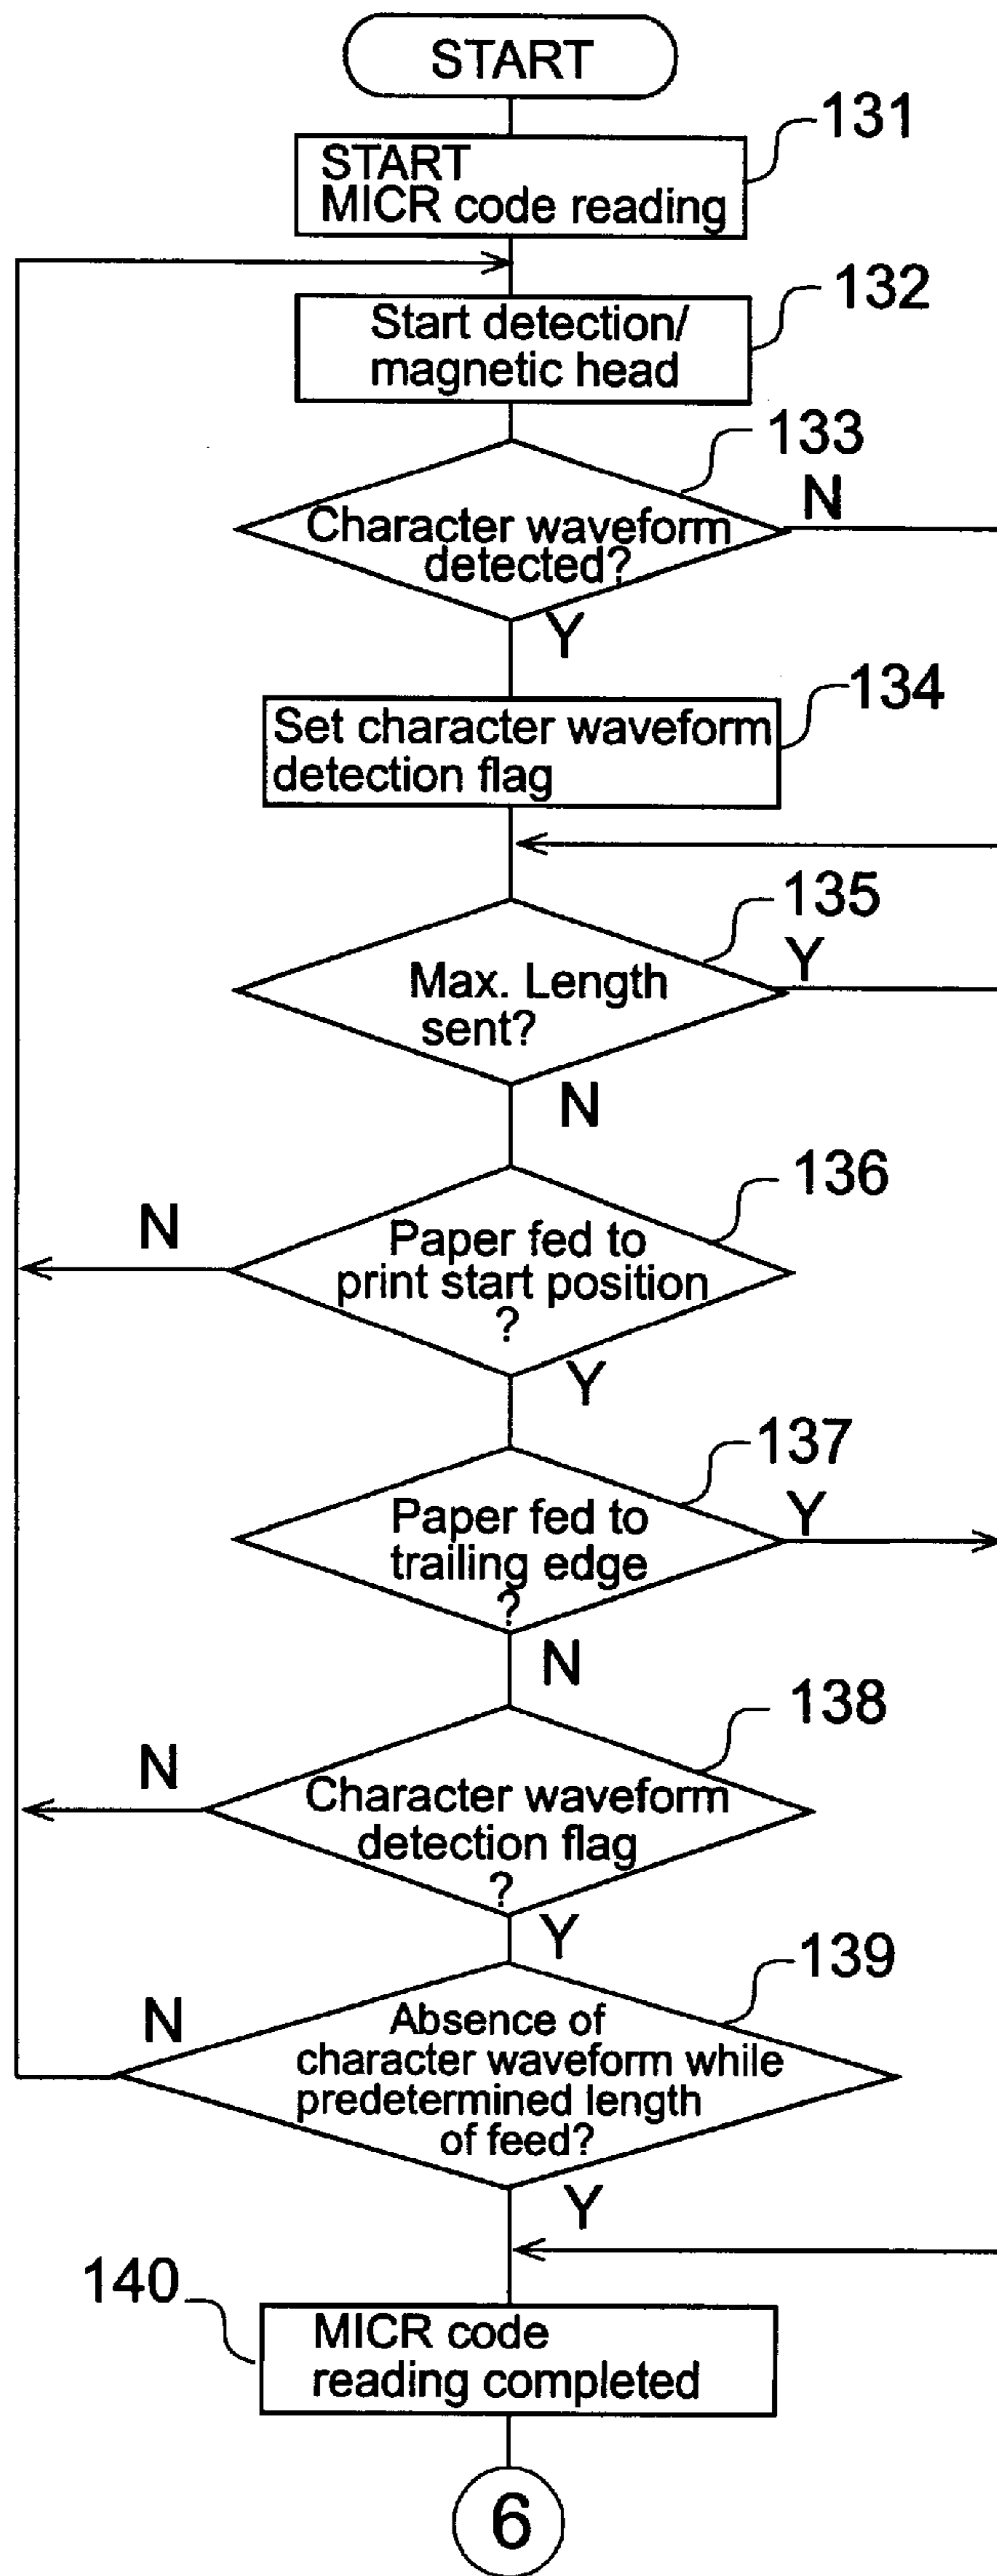 START
131
START
MICR code reading
132
Start detection/
magnetic head
133
N
Character waveform
detected?
Y
134
Set character waveform
detection flag
135
Y
Max. Length
sent?
N
136
N
Paper fed to
print start position
?
Y
137
Y
Paper fed to
trailing edge
?
N
138
N
Character waveform
detection flag
?
Y
139
N
Absence of
character waveform while
predetermined length
of feed?
Y
140
MICR code
reading completed
6